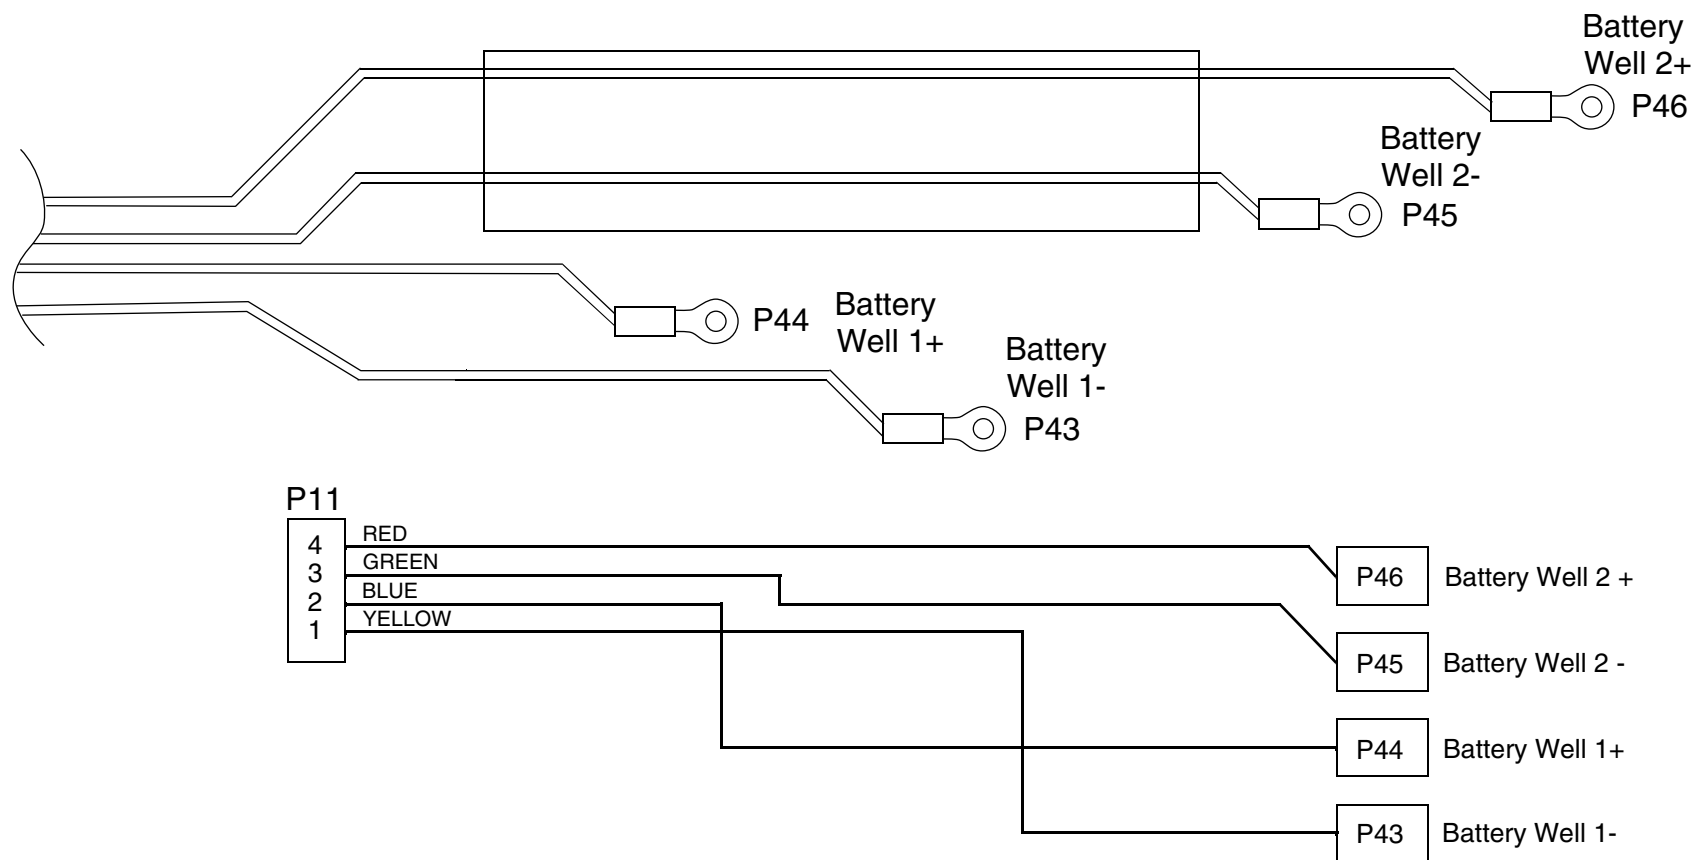 Battery
Well 2+
P46
Battery
Well 2-
P45
P44
Battery
Well 1+
Battery
Well 1-
P43
P11
4 RED
3 GREEN
2 BLUE
1 YELLOW
P46 Battery Well 2 +
P45 Battery Well 2 -
P44 Battery Well 1+
P43 Battery Well 1-